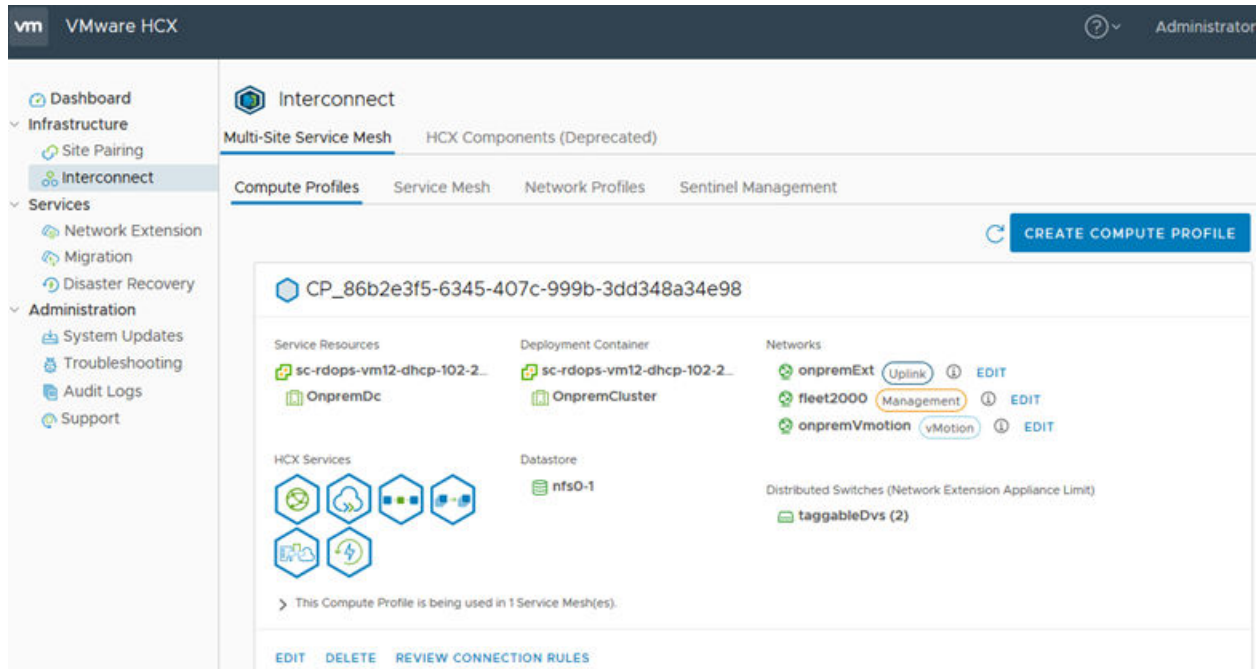 vm VMware HCX Administrator
Dashboard
Infrastructure
Site Pairing
Interconnect
Services
Network Extension
Migration
Disaster Recovery
Administration
System Updates
Troubleshooting
Audit Logs
Support
Interconnect
Multi-Site Service Mesh HCX Components (Deprecated)
Compute Profiles Service Mesh Network Profiles Sentinel Management
CREATE COMPUTE PROFILE
CP_86b2e3f5-6345-407c-999b-3dd348a34e98
Service Resources
sc-rdops-vm12-dhcp-102-2...
OnpremDc
Deployment Container
sc-rdops-vm12-dhcp-102-2...
OnpremCluster
Networks
onpremExt Uplink EDIT
fleet2000 Management EDIT
onpremVmotion vMotion EDIT
HCX Services
Datastore
nfs0-1
Distributed Switches (Network Extension Appliance Limit)
taggableDvs (2)
This Compute Profile is being used in 1 Service Mesh(es).
EDIT DELETE REVIEW CONNECTION RULES